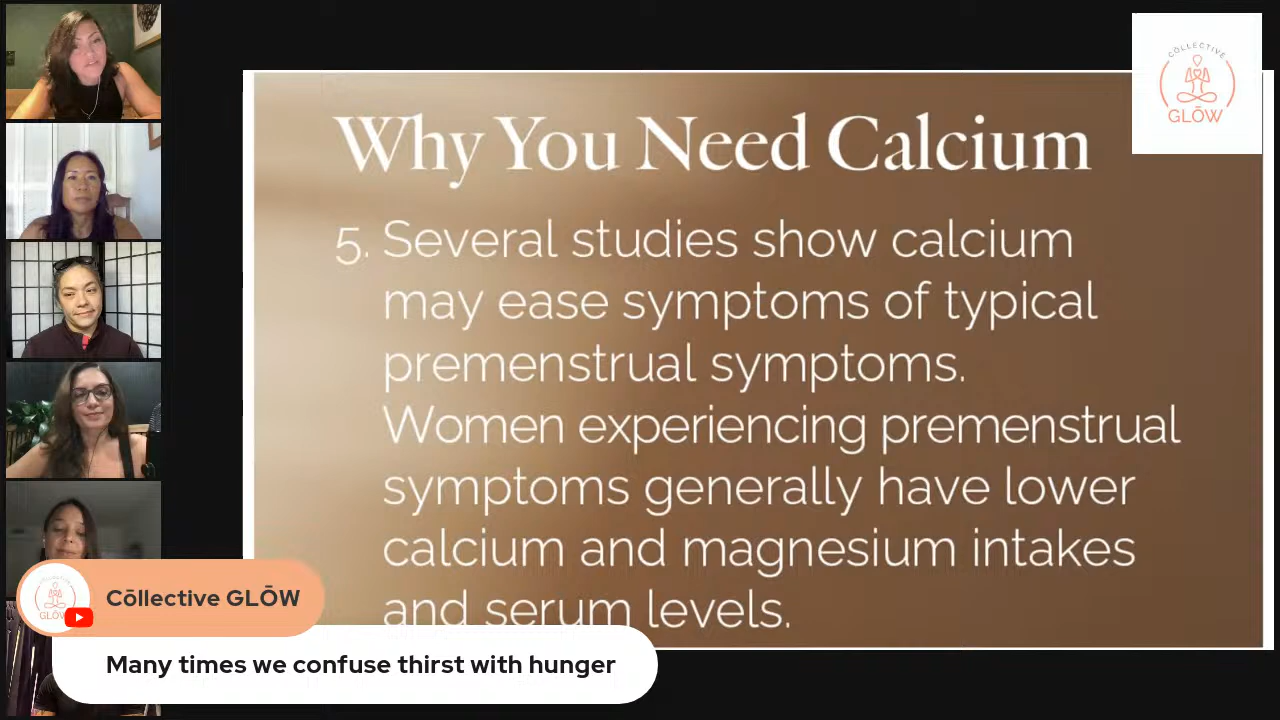 COLLECTIVE
GLŌW
Why You Need Calcium
5. Several studies show calcium
may ease symptoms of typical
premenstrual symptoms.
Women experiencing premenstrual
symptoms generally have lower
calcium and magnesium intakes
and serum levels.
Cōllective GLŌW
Many times we confuse thirst with hunger